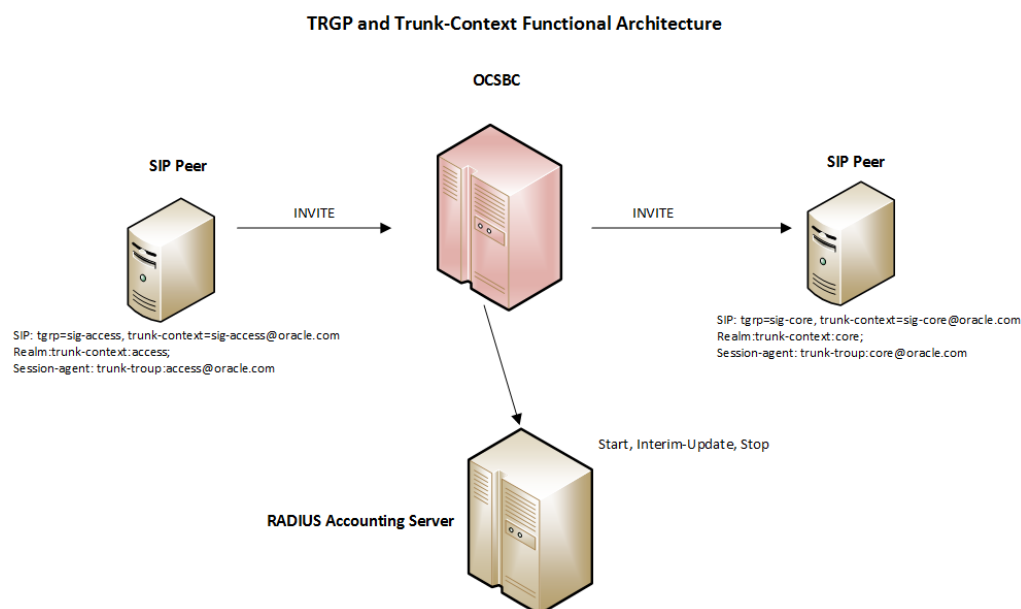 TRGP and Trunk-Context Functional Architecture
OCSBC
SIP Peer
SIP Peer
INVITE
INVITE
SIP: tgrp=sig-access, trunk-context=sig-access@oracle.com
Realm:trunk-context:access;
Session-agent: trunk-troup:access@oracle.com
SIP: tgrp=sig-core, trunk-context=sig-core@oracle.com
Realm:trunk-context:core;
Session-agent: trunk-troup:core@oracle.com
Start, Interim-Update, Stop
RADIUS Accounting Server